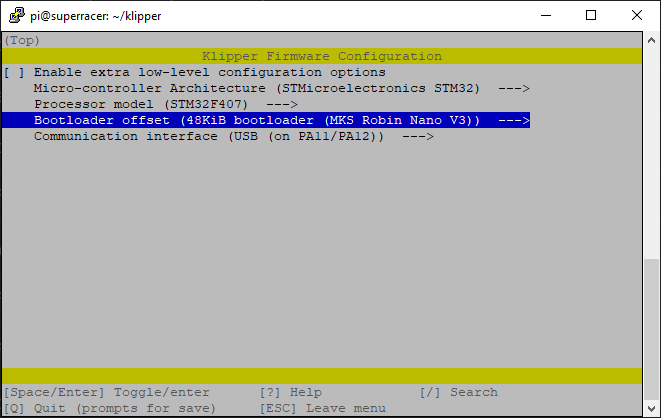 pi@superracer: ~/klipper
(Top)
Klipper Firmware Configuration
[ ] Enable extra low-level configuration options
Micro-controller Architecture (STMicroelectronics STM32)  --->
Processor model (STM32F407)  --->
Bootloader offset (48KiB bootloader (MKS Robin Nano V3))  --->
Communication interface (USB (on PA11/PA12))  --->
[Space/Enter] Toggle/enter [?] Help [/] Search
[Q] Quit (prompts for save) [ESC] Leave menu